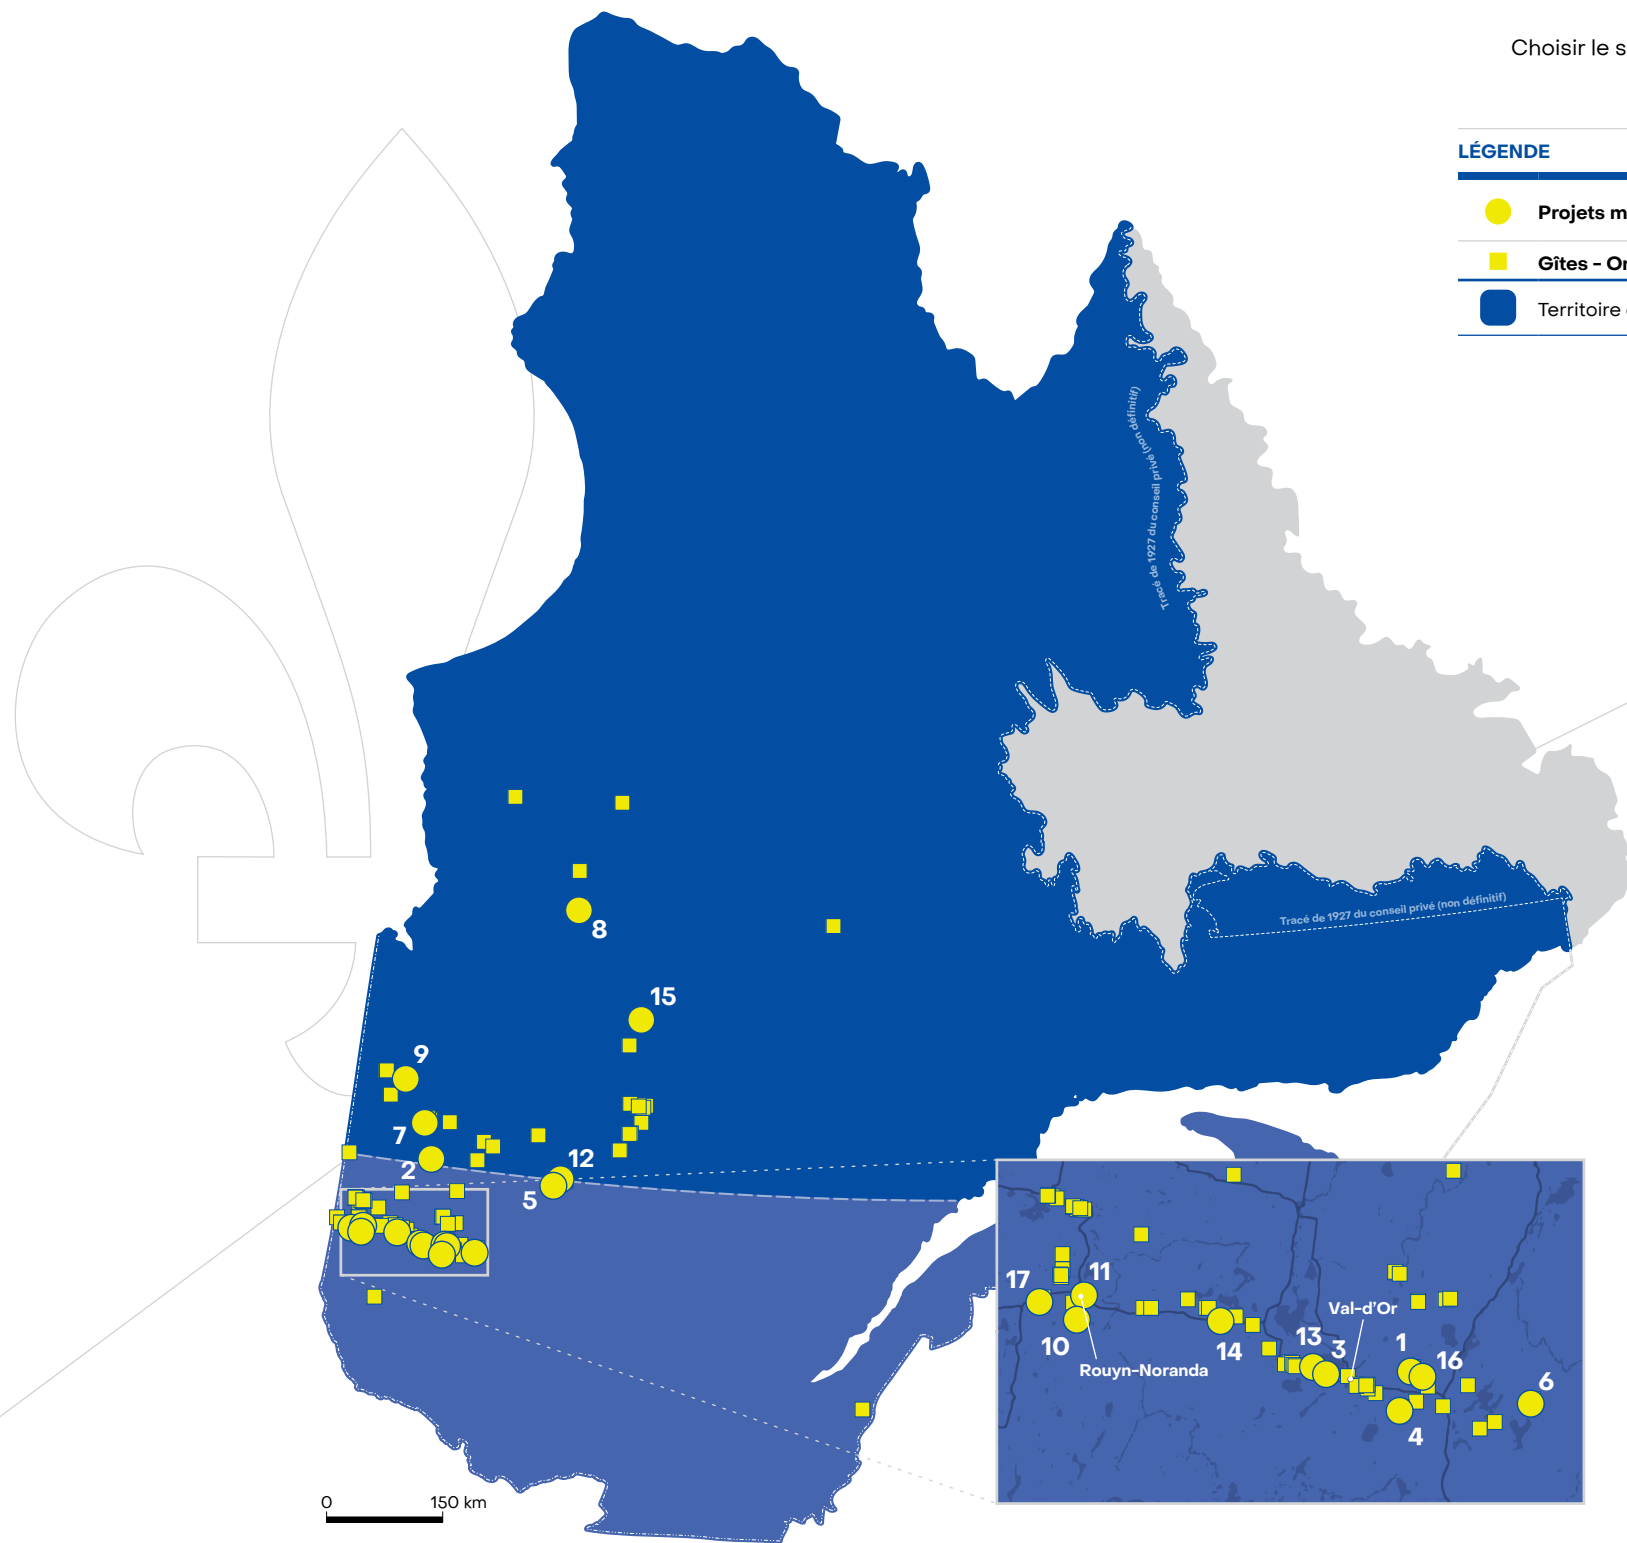 Choisir le s
LÉGENDE
Projets m
Gîtes - Or
Territoire
Tracé de 1927 du conseil privé (non définitif)
Tracé de 1927 du conseil privé (non définitif)
8
15
9
7
2
12
5
17
11
10
Rouyn-Noranda
14
13
3
Val-d'Or
1
16
6
4
0 150 km